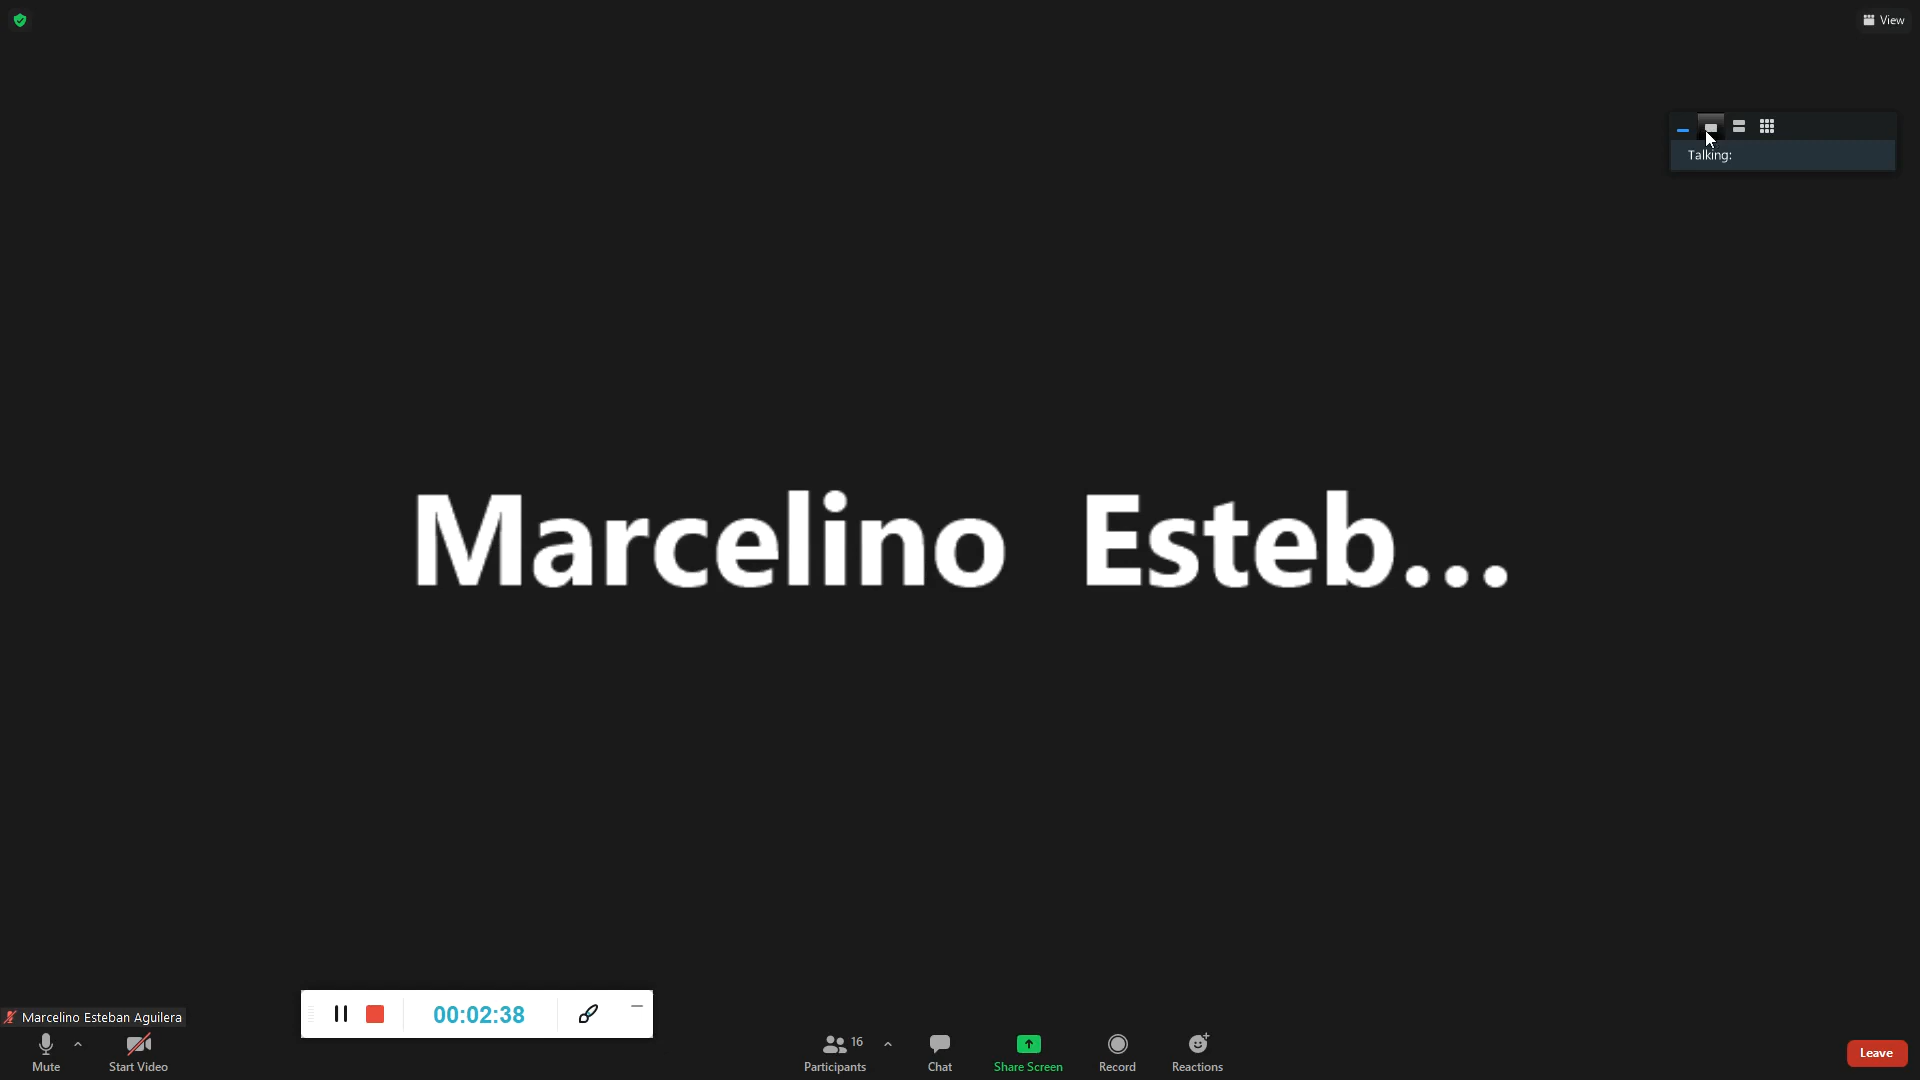 View
Talking:
Marcelino Esteb...
Marcelino Esteban Aguilera
00:02:38
Mute
Start Video
16
Participants
Chat
Share Screen
Record
Reactions
Leave